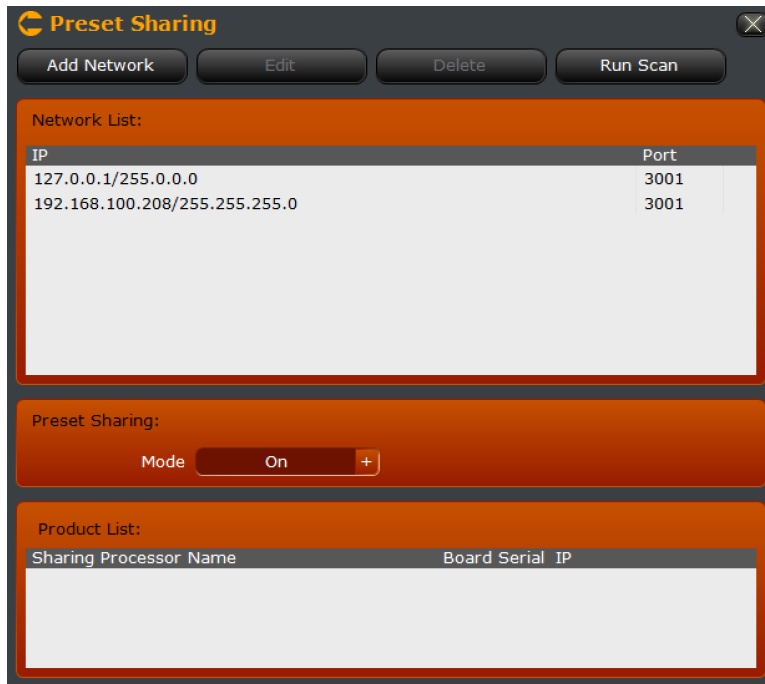 Preset Sharing
Add Network Edit Delete Run Scan
Network List:
IP Port
127.0.0.1/255.0.0.0 3001
192.168.100.208/255.255.255.0 3001
Preset Sharing:
Mode On +
Product List:
Sharing Processor Name Board Serial IP